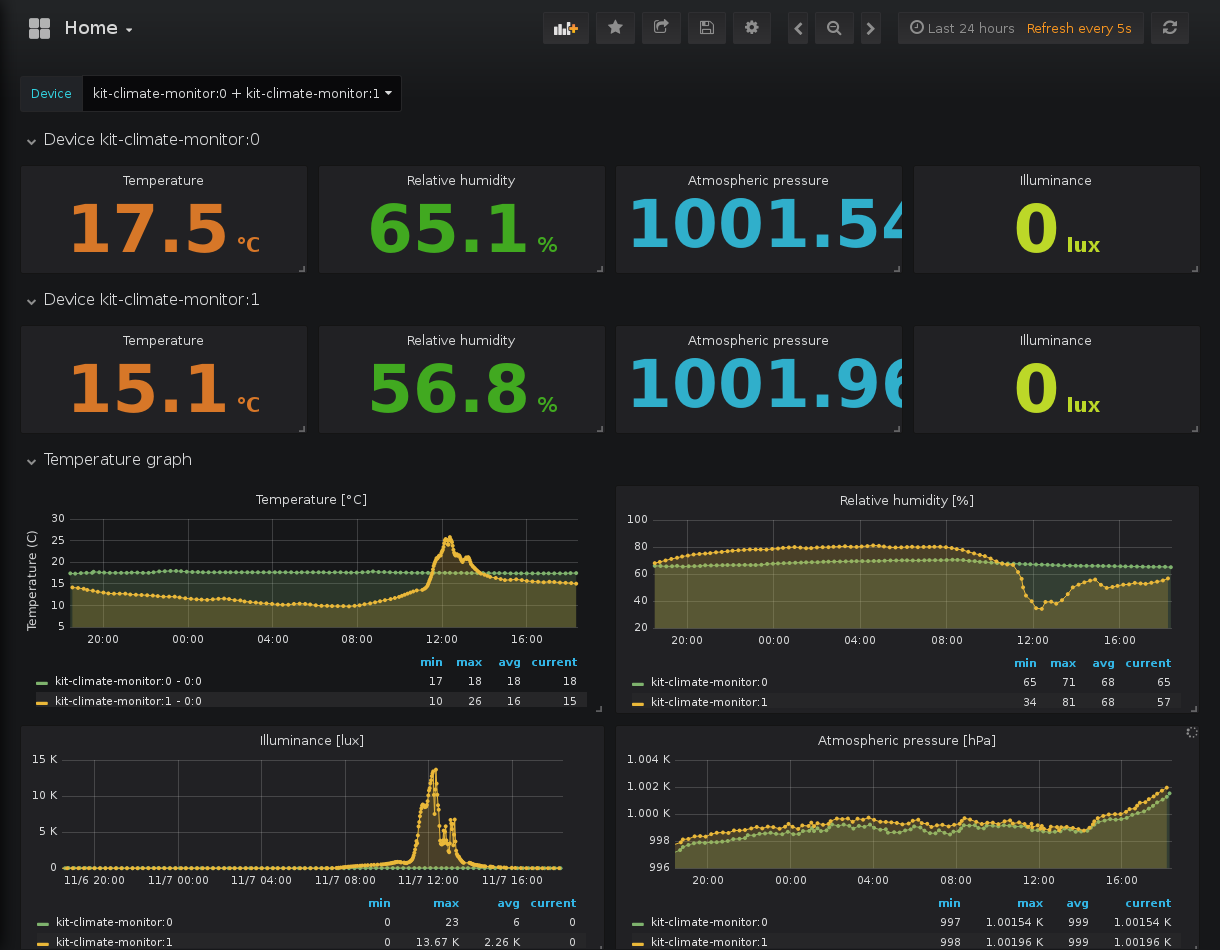 Home
Last 24 hours Refresh every 5s
Device kit-climate-monitor:0 + kit-climate-monitor:1
Device kit-climate-monitor:0
Temperature Relative humidity Atmospheric pressure Illuminance
17.5 °C 65.1 % 1001.54 0 lux
Device kit-climate-monitor:1
Temperature Relative humidity Atmospheric pressure Illuminance
15.1 °C 56.8 % 1001.96 0 lux
Temperature graph
Temperature [°C]
Temperature (C)
30
25
20
15
10
5
20:00 00:00 04:00 08:00 12:00 16:00
min max avg current
kit-climate-monitor:0 - 0:0 17 18 18 18
kit-climate-monitor:1 - 0:0 10 26 16 15
Relative humidity [%]
100
80
60
40
20
20:00 00:00 04:00 08:00 12:00 16:00
min max avg current
kit-climate-monitor:0 65 71 68 65
kit-climate-monitor:1 34 81 68 57
Illuminance [lux]
15 K
10 K
5 K
0
11/6 20:00 11/7 00:00 11/7 04:00 11/7 08:00 11/7 12:00 11/7 16:00
min max avg current
kit-climate-monitor:0 0 23 6 0
kit-climate-monitor:1 0 13.67 K 2.26 K 0
Atmospheric pressure [hPa]
1.004 K
1.002 K
1.000 K
998
996
20:00 00:00 04:00 08:00 12:00 16:00
min max avg current
kit-climate-monitor:0 997 1.00154 K 999 1.00154 K
kit-climate-monitor:1 998 1.00196 K 999 1.00196 K